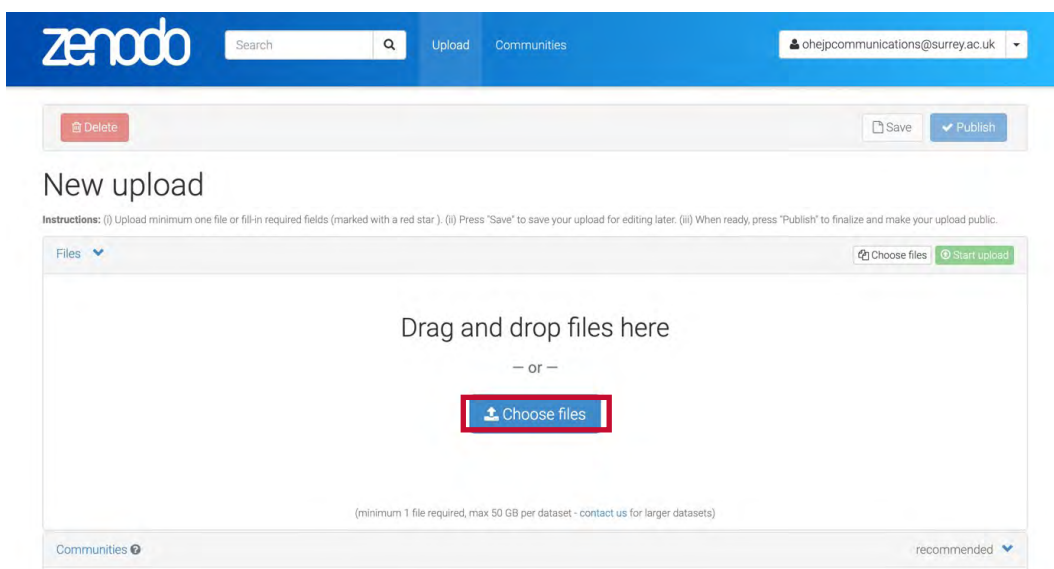 zenodo
Search
Upload Communities
ohejpcommunications@surrey.ac.uk
Delete
Save
Publish
New upload
Instructions: (i) Upload minimum one file or fill-in required fields (marked with a red star ). (ii) Press "Save" to save your upload for editing later. (iii) When ready, press "Publish" to finalize and make your upload public.
Files
Choose files
Start upload
Drag and drop files here
— or —
Choose files
(minimum 1 file required, max 50 GB per dataset - contact us for larger datasets)
Communities
recommended